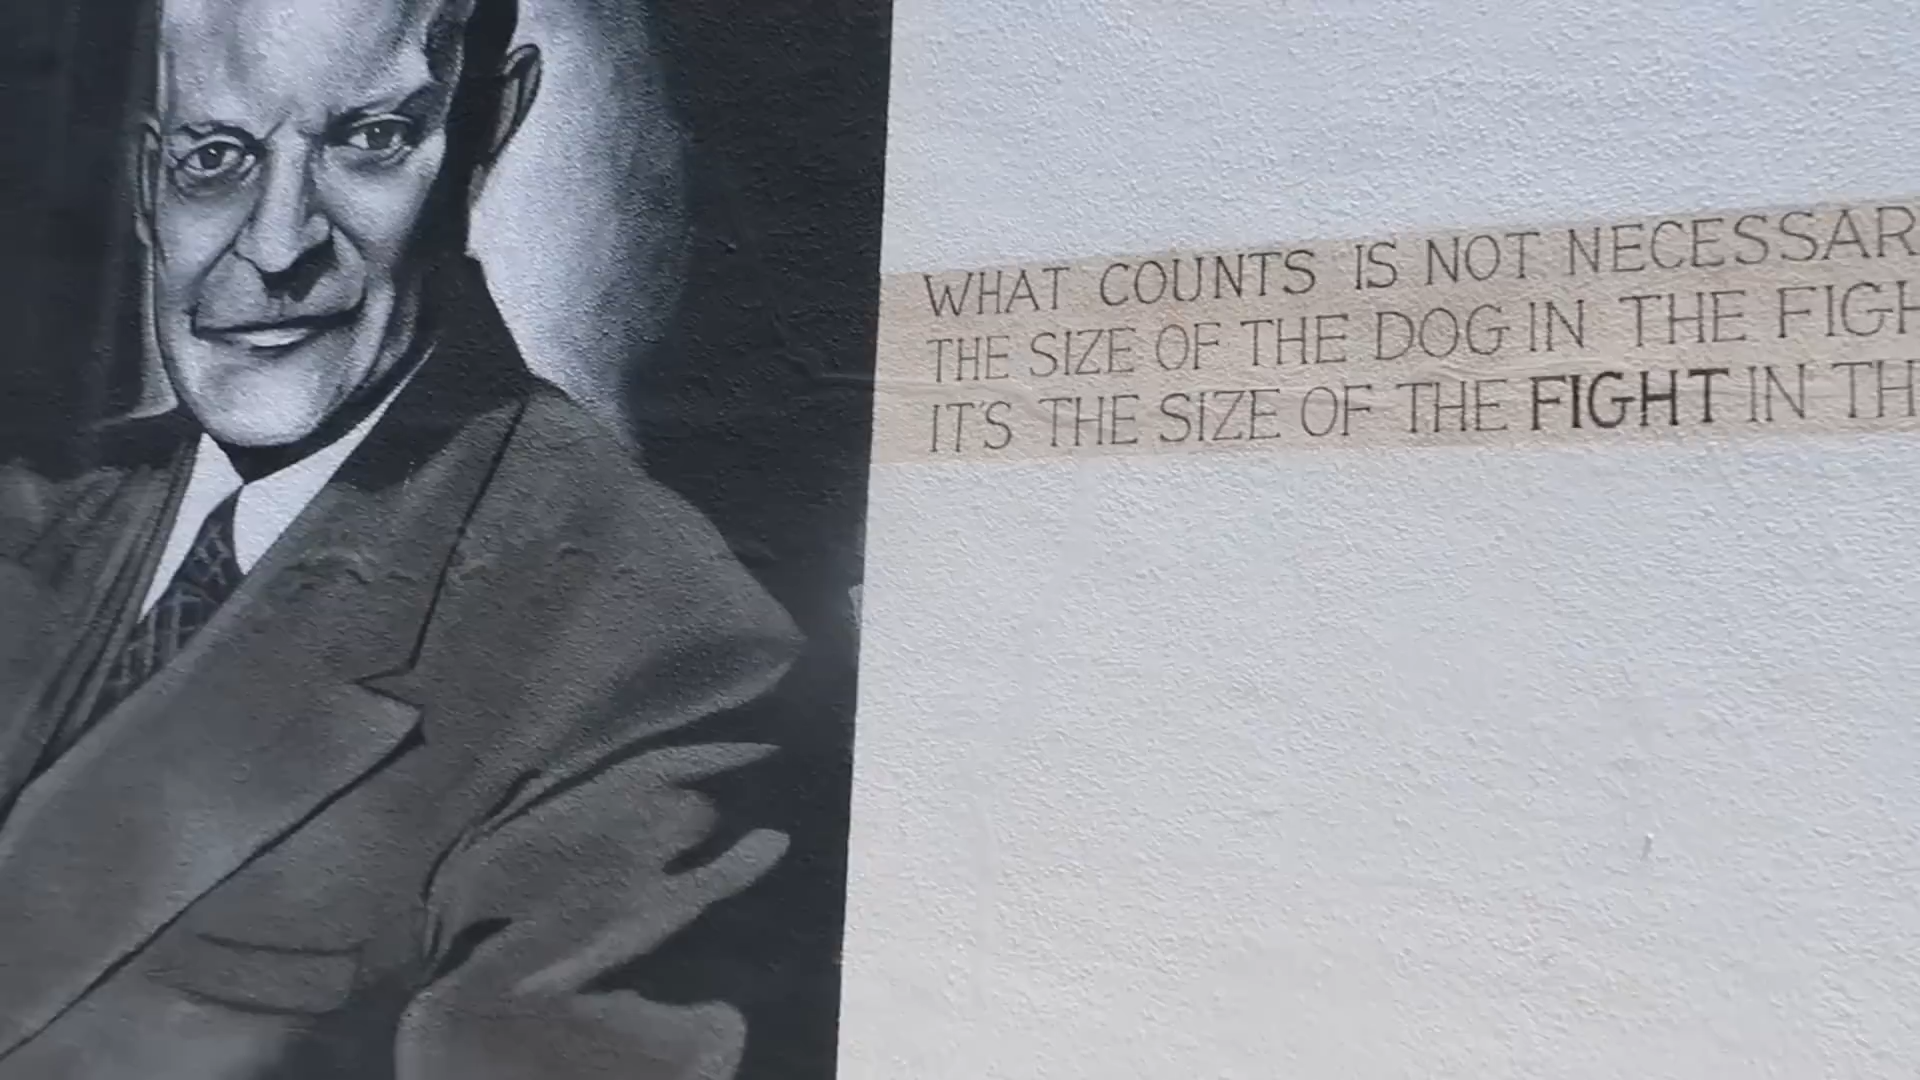 WHAT COUNTS IS NOT NECESSAR
THE SIZE OF THE DOG IN THE FIGH
IT'S THE SIZE OF THE FIGHT IN TH